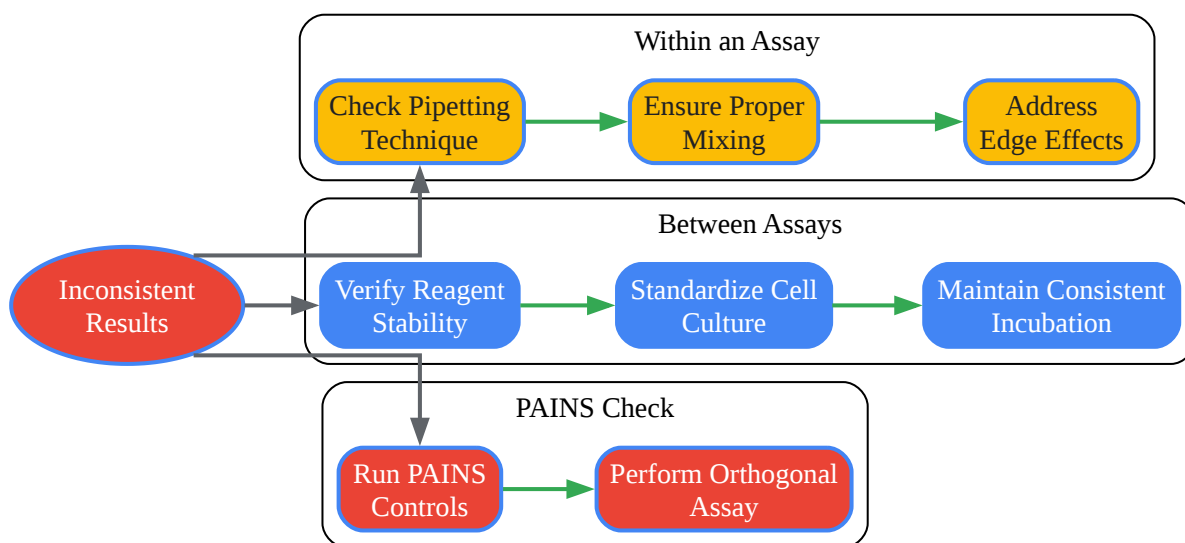 Within an Assay
Check Pipetting
Technique
Ensure Proper
Mixing
Address
Edge Effects
Between Assays
Inconsistent
Results
Verify Reagent
Stability
Standardize Cell
Culture
Maintain Consistent
Incubation
PAINS Check
Run PAINS
Controls
Perform Orthogonal
Assay